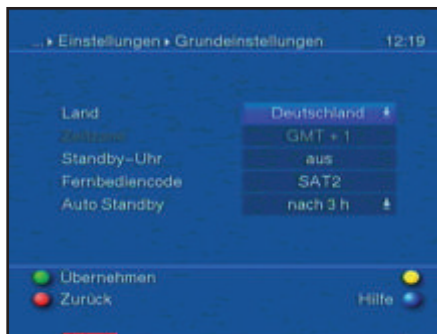 ...▸ Einstellungen ▸ Grundeinstellungen 12:19
Land Deutschland
Zeitzone GMT + 1
Standby-Uhr aus
Fernbediencode SAT2
Auto Standby nach 3 h
Übernehmen
Zurück Hilfe